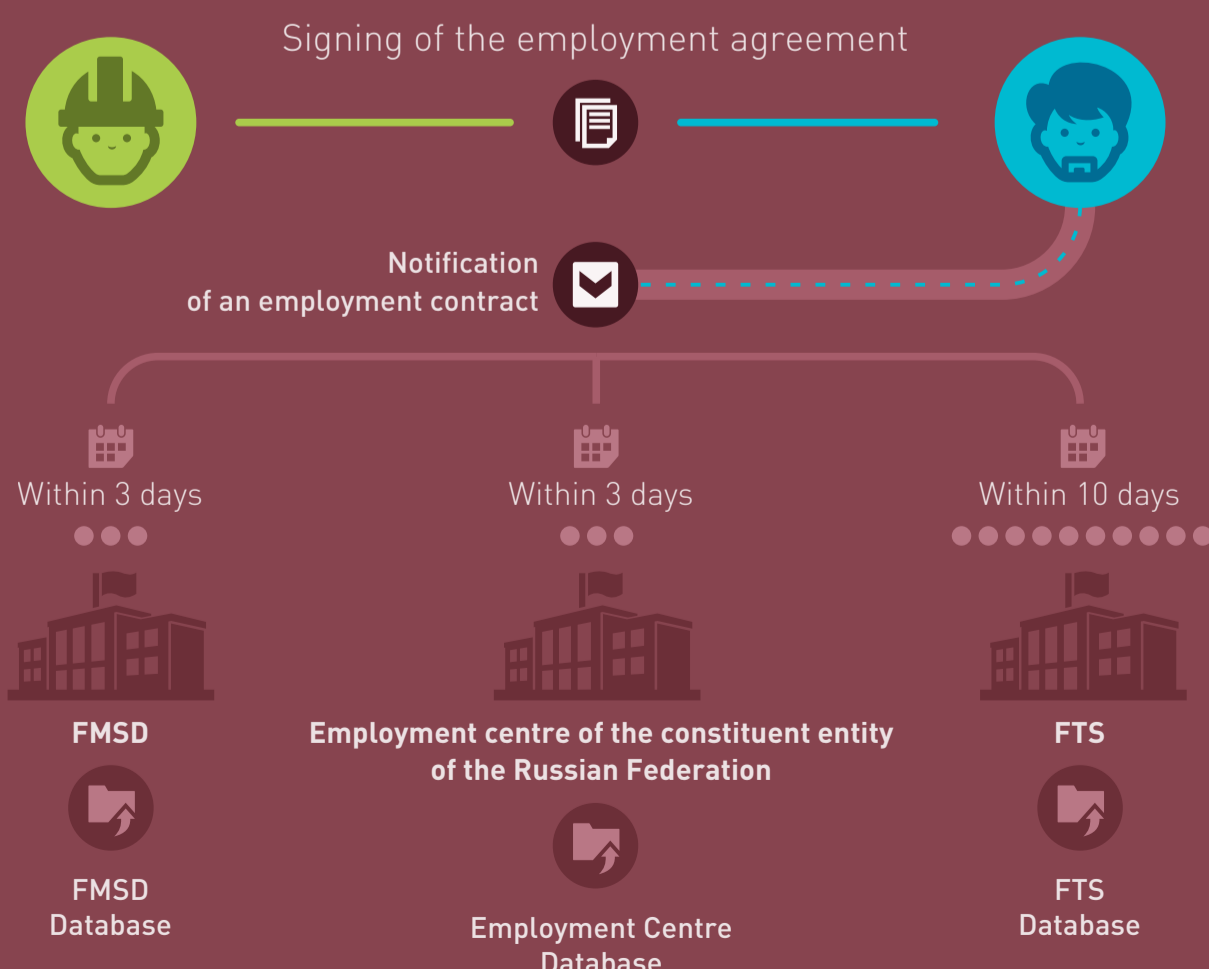 Signing of the employment agreement
Notification
of an employment contract
Within 3 days
Within 3 days
Within 10 days
FMSD
Employment centre of the constituent entity
of the Russian Federation
FTS
FMSD
Database
Employment Centre
Database
FTS
Database